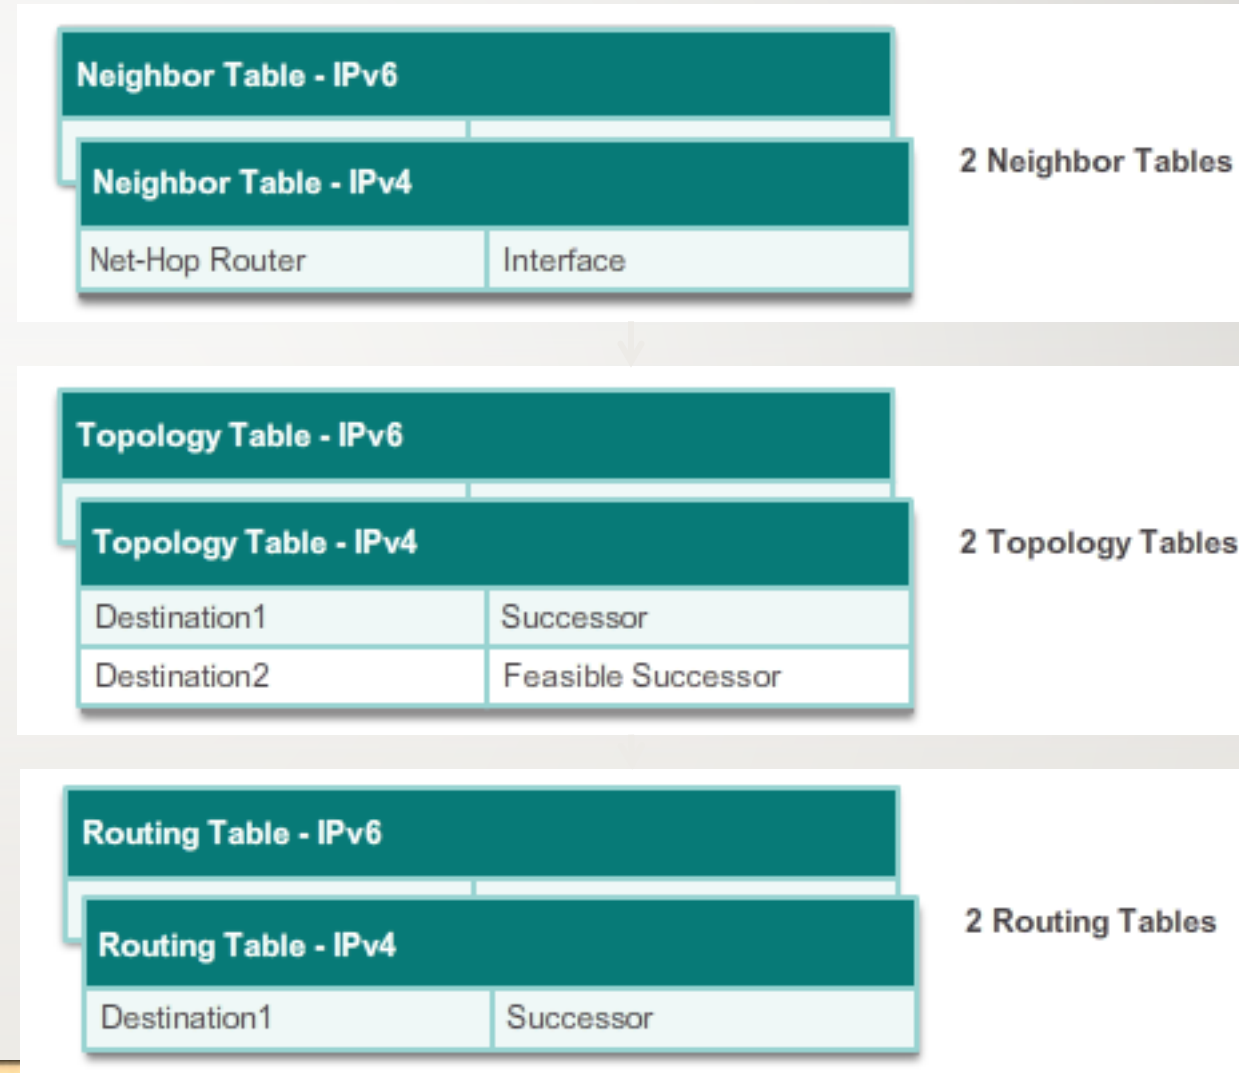 Neighbor Table - IPv6
Neighbor Table - IPv4
2 Neighbor Tables
Net-Hop Router Interface
Topology Table - IPv6
Topology Table - IPv4
2 Topology Tables
Destination1 Successor
Destination2 Feasible Successor
Routing Table - IPv6
Routing Table - IPv4
2 Routing Tables
Destination1 Successor